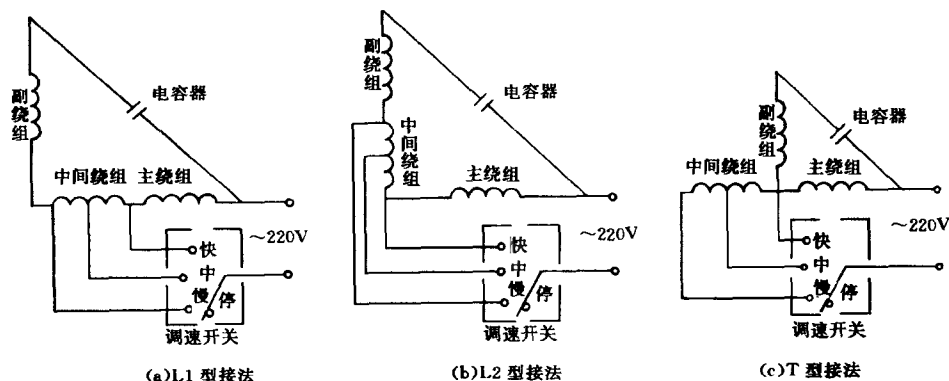 副绕组
电容器
中间绕组 主绕组
~220V
快
中
慢
停
调速开关
(a)L1 型接法
副绕组
电容器
中间绕组
主绕组
~220V
快
中
慢
停
调速开关
(b)L2 型接法
副绕组
电容器
中间绕组
主绕组
~220V
快
中
慢
停
调速开关
(c)T 型接法